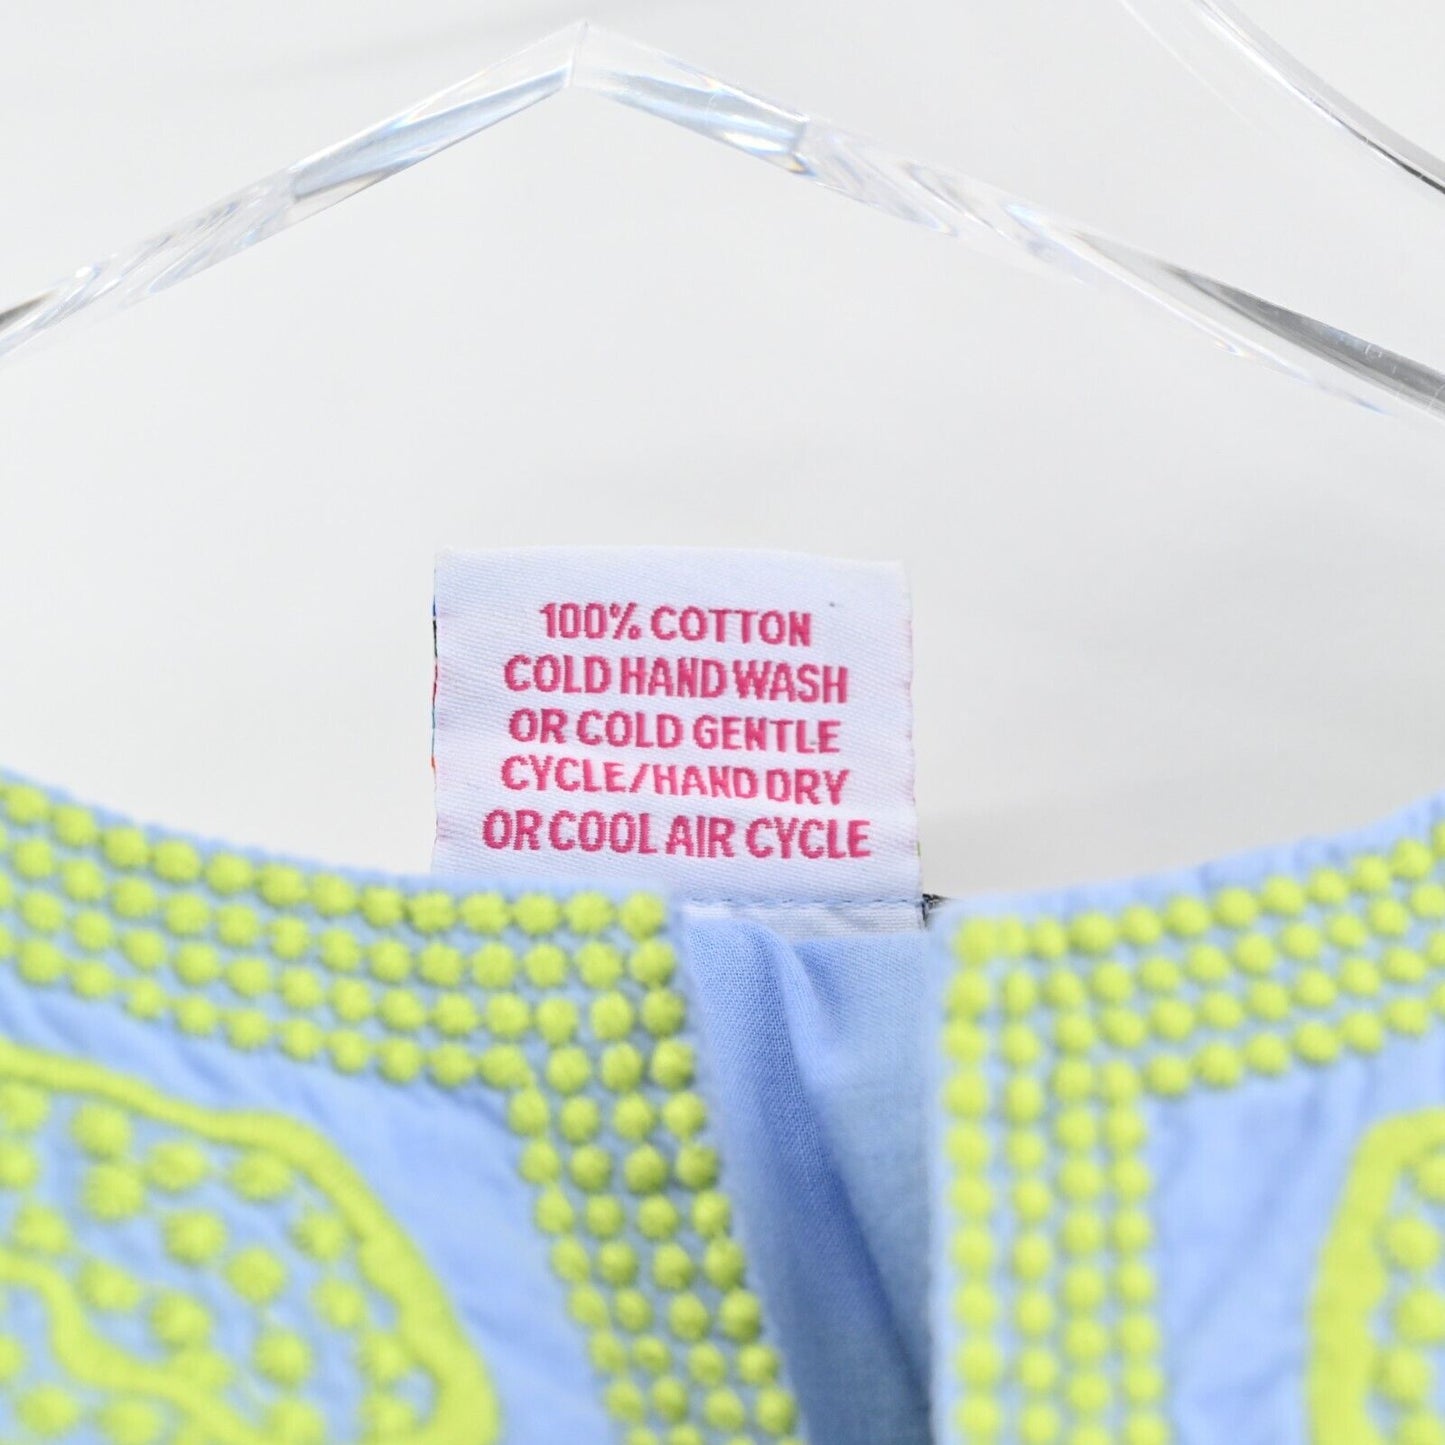 100% COTTON
COLD HAND WASH
OR COLD GENTLE
CYCLE/HAND DRY
OR COOL AIR CYCLE